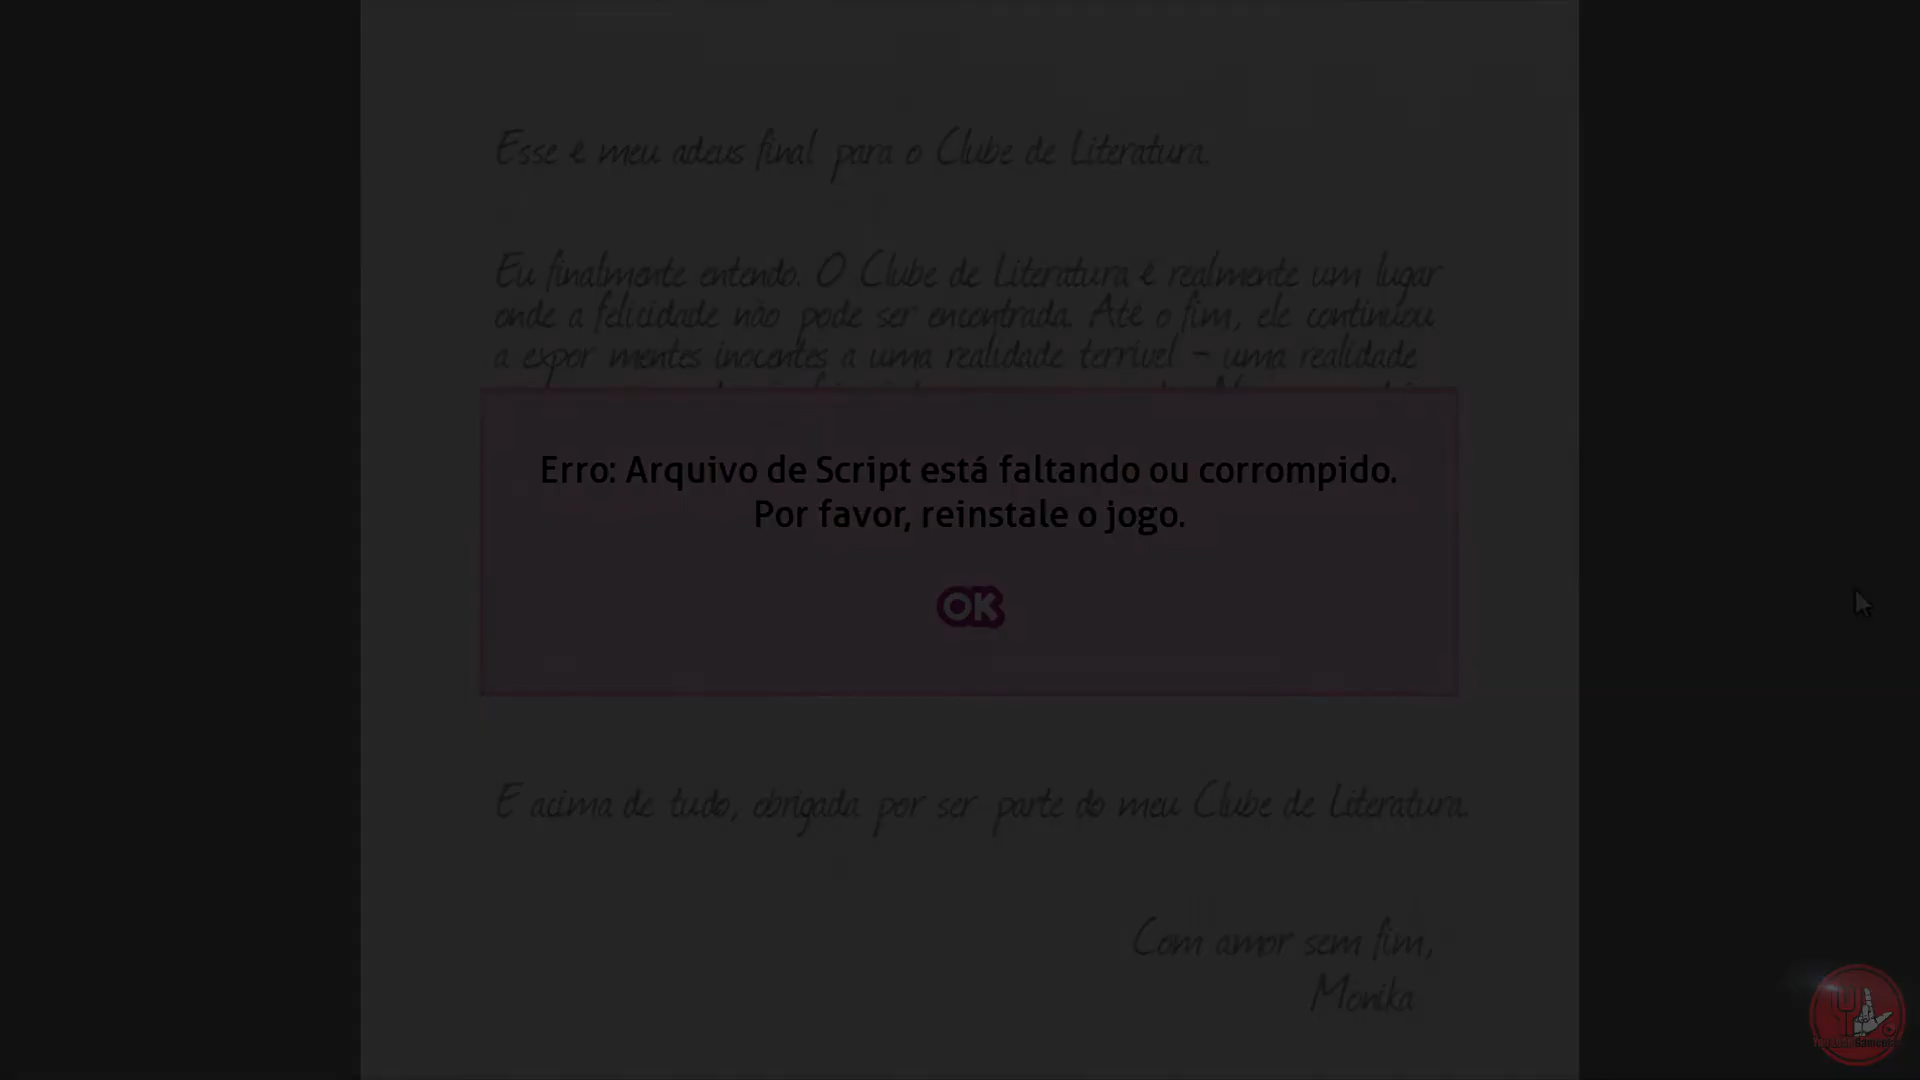 Esse é meu adeus final para o Clube de Literatura.
Eu finalmente entendo. O Clube de Literatura é realmente um lugar
onde a felicidade não pode ser encontrada. Até o fim, ele continuou
a expor mentes inocentes a uma realidade terrível – uma realidade
Erro: Arquivo de Script está faltando ou corrompido.
Por favor, reinstale o jogo.
OK
E acima de tudo, obrigada por ser parte do meu Clube de Literatura.
Com amor sem fim,
Monika